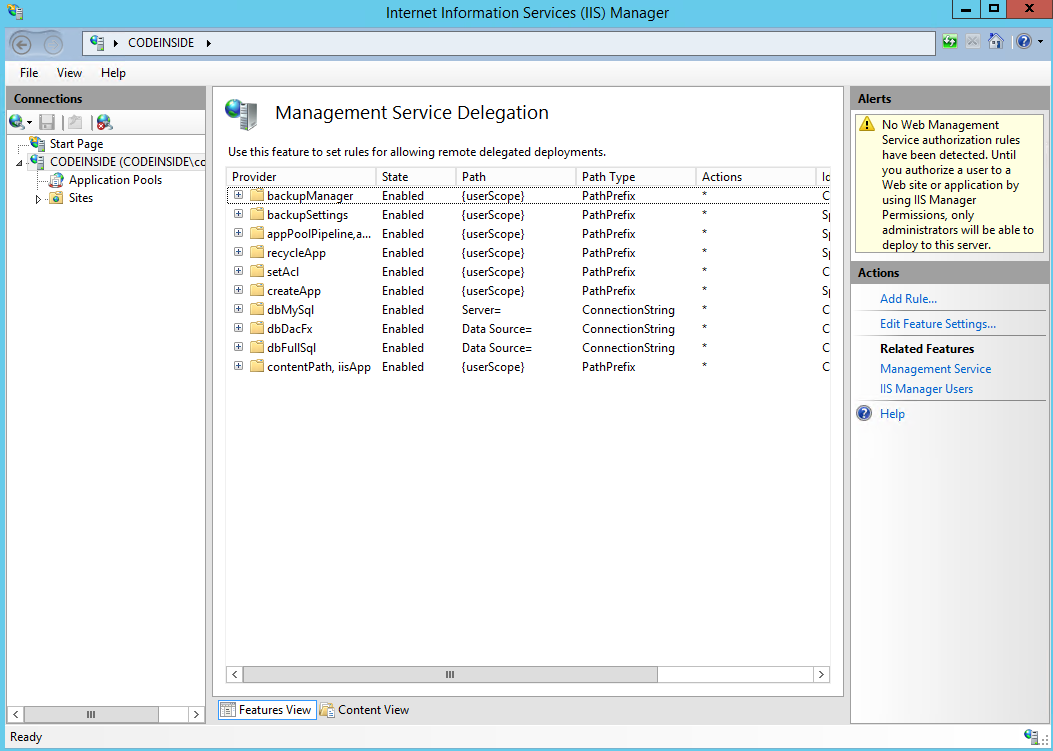 Internet Information Services (IIS) Manager
CODEINSIDE
File View Help
Connections
Start Page
CODEINSIDE (CODEINSIDE\co
Application Pools
Sites
Management Service Delegation
Use this feature to set rules for allowing remote delegated deployments.
Provider State Path Path Type Actions
backupManager Enabled {userScope} PathPrefix * C
backupSettings Enabled {userScope} PathPrefix * Sp
appPoolPipeline,a... Enabled {userScope} PathPrefix * Sp
recycleApp Enabled {userScope} PathPrefix * Sp
setAcl Enabled {userScope} PathPrefix * C
createApp Enabled {userScope} PathPrefix * Sp
dbMySql Enabled Server= ConnectionString * C
dbDacFx Enabled Data Source= ConnectionString * C
dbFullSql Enabled Data Source= ConnectionString * C
contentPath, iisApp Enabled {userScope} PathPrefix * C
Features View Content View
Alerts
No Web Management
Service authorization rules
have been detected. Until
you authorize a user to a
Web site or application by
using IIS Manager
Permissions, only
administrators will be able to
deploy to this server.
Actions
Add Rule...
Edit Feature Settings...
Related Features
Management Service
IIS Manager Users
Help
Ready